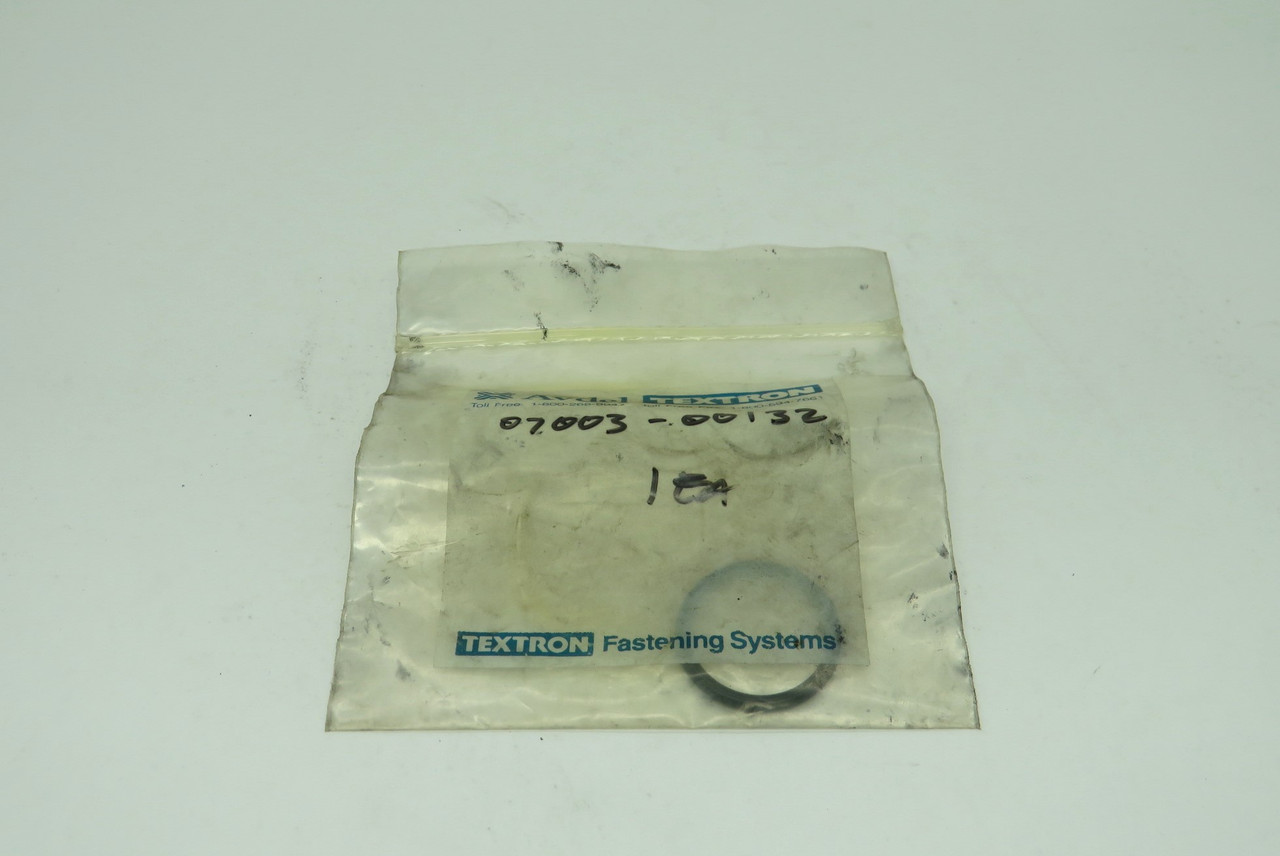 Avdel TEXTRON
Toll Free:
07003-00132
1 EA
TEXTRON Fastening Systems